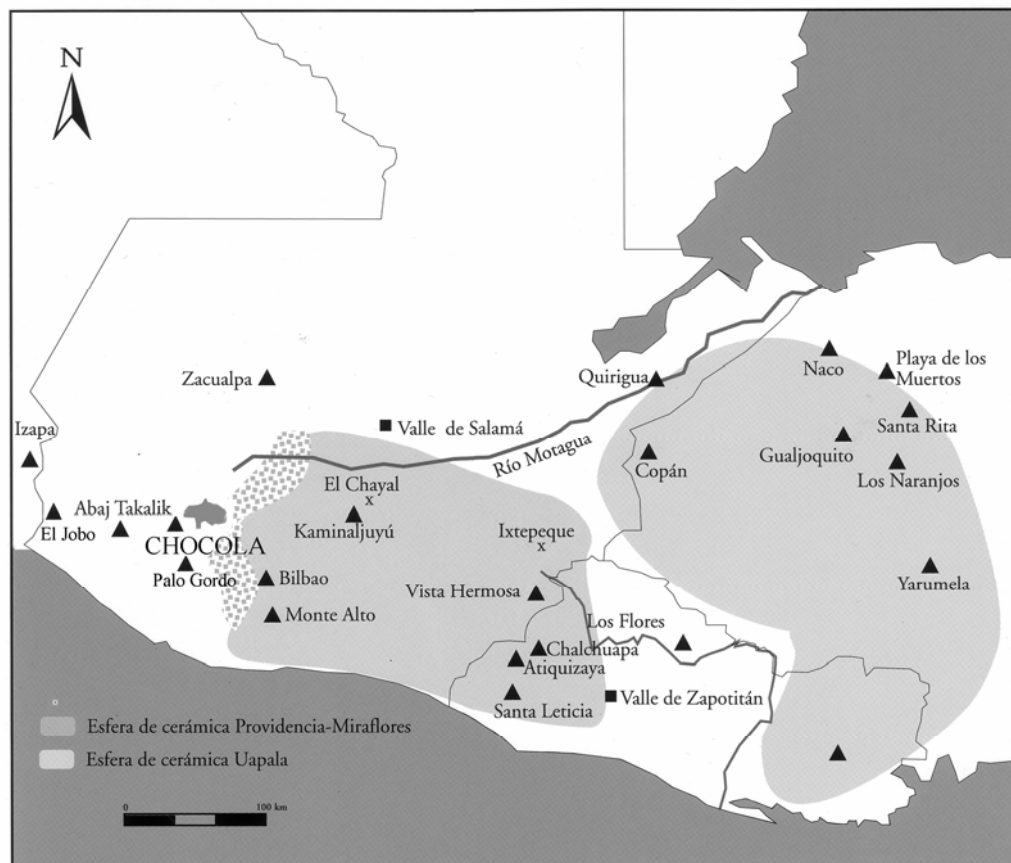 N
Zacualpa
Quirigua
Naco
Playa de los
Muertos
Santa Rita
Izapa
Valle de Salamá
Río Motagua
Gualjoquito
Copán
Los Naranjos
El Chayal
x
Abaj Takalik
El Jobo
Kaminaljuyú
Ixtepeque
x
CHOCOLA
Palo Gordo
Bilbao
Yarumela
Vista Hermosa
Monte Alto
Los Flores
Chalchuapa
Atiquizaya
Santa Leticia
Valle de Zapotitán
Esfera de cerámica Providencia-Miraflores
Esfera de cerámica Uapala
0
100 km